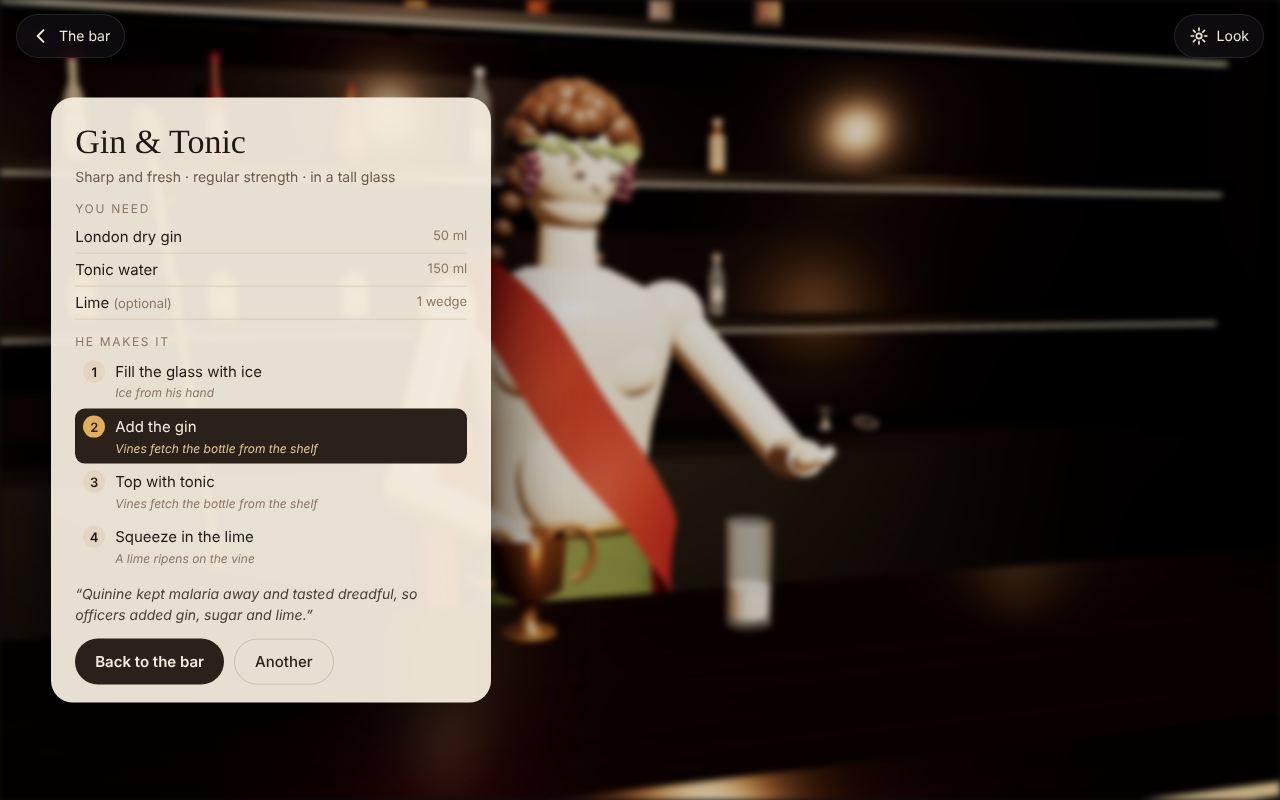 The bar
Look
Gin & Tonic
Sharp and fresh · regular strength · in a tall glass
YOU NEED
London dry gin 50 ml
Tonic water 150 ml
Lime (optional) 1 wedge
HE MAKES IT
1 Fill the glass with ice
Ice from his hand
2 Add the gin
Vines fetch the bottle from the shelf
3 Top with tonic
Vines fetch the bottle from the shelf
4 Squeeze in the lime
A lime ripens on the vine
“Quinine kept malaria away and tasted dreadful, so
officers added gin, sugar and lime.”
Back to the bar
Another